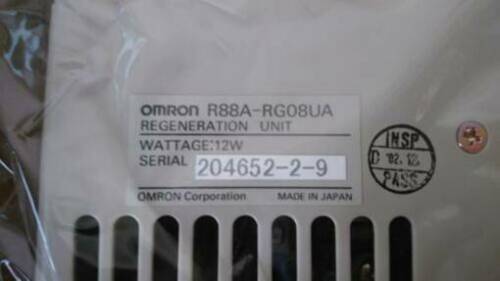 OMRON R88A-RG08UA
REGENERATION UNIT
WATTAGE:12W
SERIAL 204652-2-9
OMRON Corporation MADE IN JAPAN
INSP
PASS